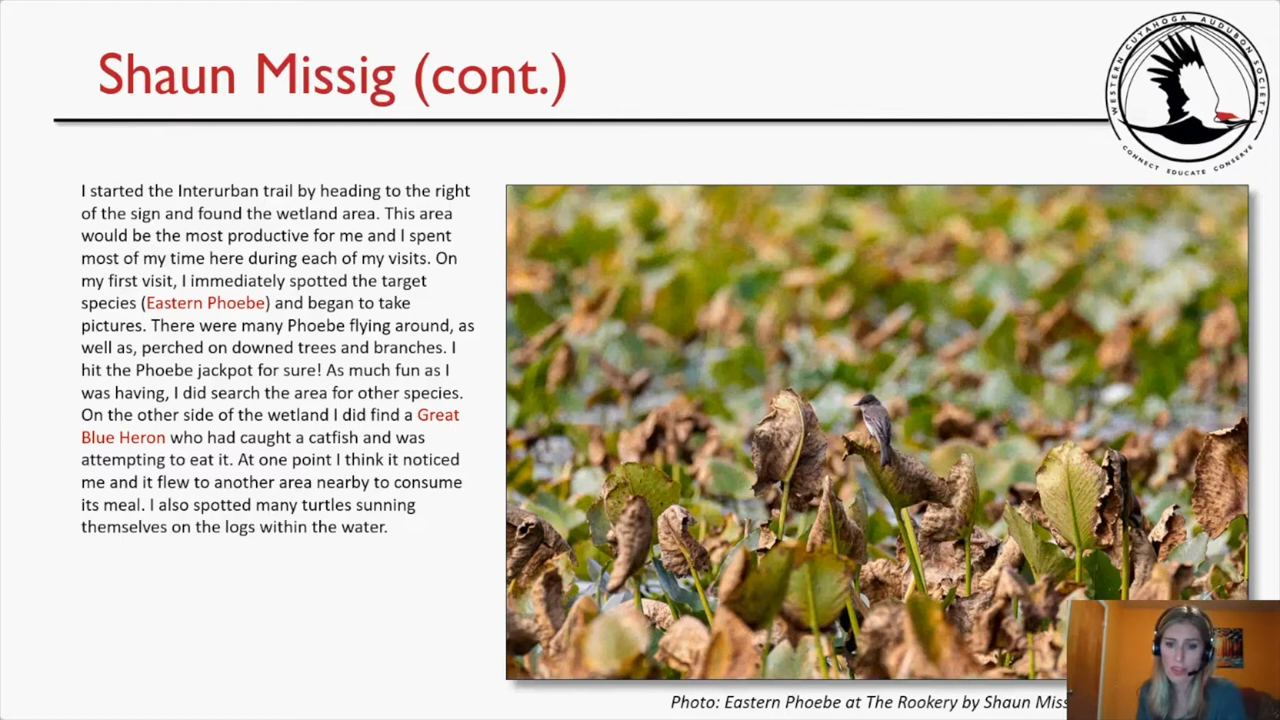 Shaun Missig (cont.)
WESTERN CUYAHOGA AUDUBON SOCIETY
CONNECT EDUCATE CONSERVE
I started the Interurban trail by heading to the right
of the sign and found the wetland area. This area
would be the most productive for me and I spent
most of my time here during each of my visits. On
my first visit, I immediately spotted the target
species (Eastern Phoebe) and began to take
pictures. There were many Phoebe flying around, as
well as, perched on downed trees and branches. I
hit the Phoebe jackpot for sure! As much fun as I
was having, I did search the area for other species.
On the other side of the wetland I did find a Great
Blue Heron who had caught a catfish and was
attempting to eat it. At one point I think it noticed
me and it flew to another area nearby to consume
its meal. I also spotted many turtles sunning
themselves on the logs within the water.
Photo: Eastern Phoebe at The Rookery by Shaun